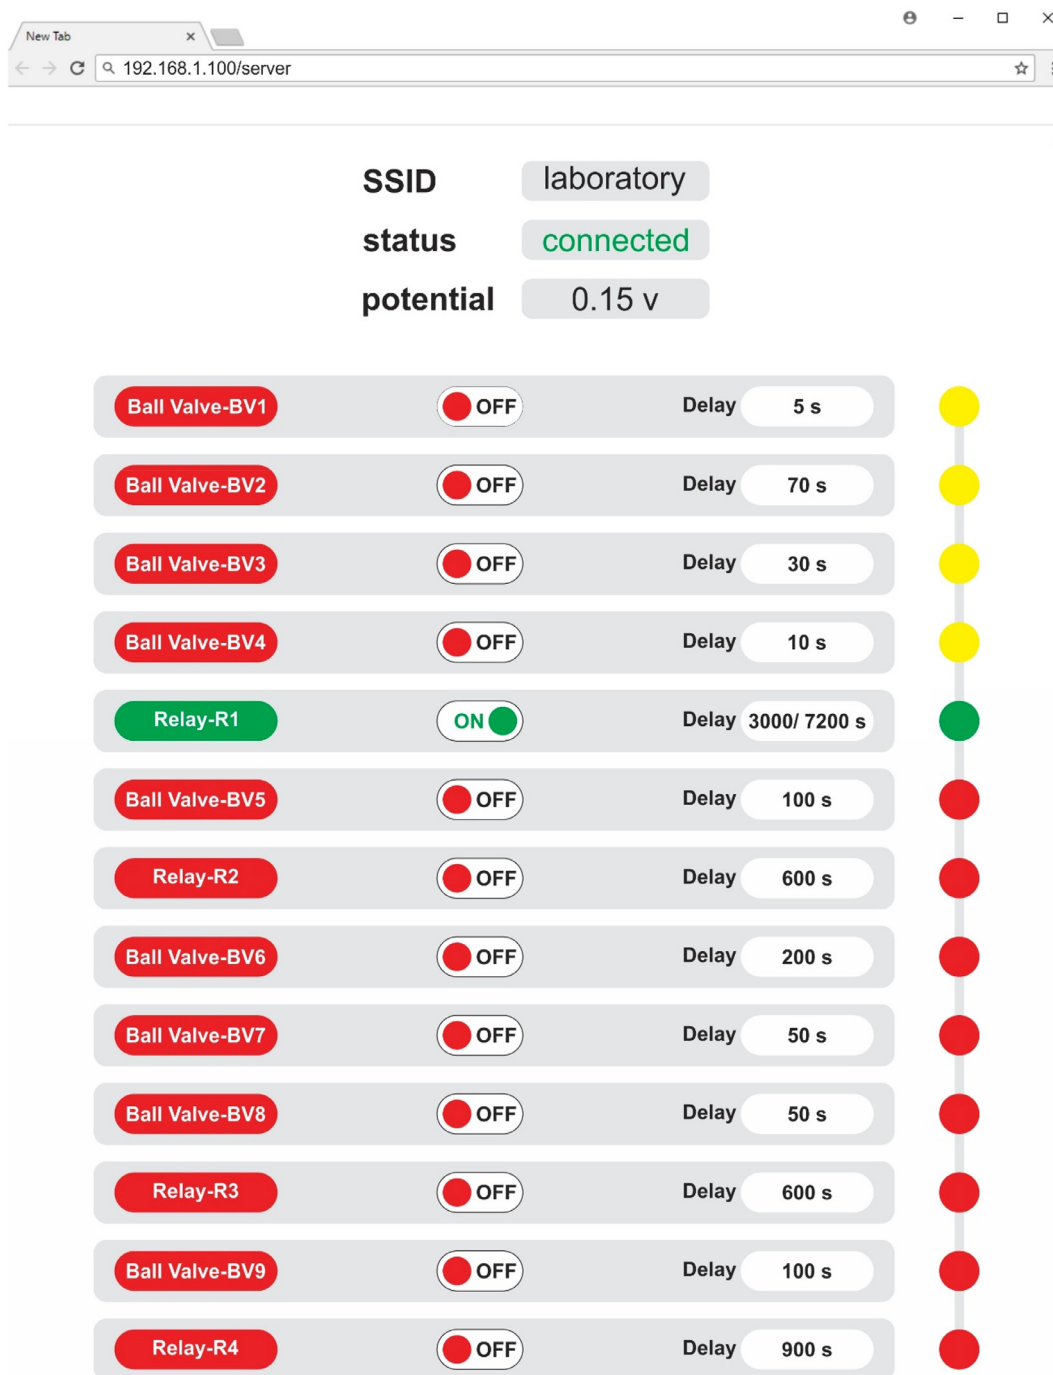 New Tab
192.168.1.100/server
SSID laboratory
status connected
potential 0.15 v
Ball Valve-BV1 OFF Delay 5 s
Ball Valve-BV2 OFF Delay 70 s
Ball Valve-BV3 OFF Delay 30 s
Ball Valve-BV4 OFF Delay 10 s
Relay-R1 ON Delay 3000/ 7200 s
Ball Valve-BV5 OFF Delay 100 s
Relay-R2 OFF Delay 600 s
Ball Valve-BV6 OFF Delay 200 s
Ball Valve-BV7 OFF Delay 50 s
Ball Valve-BV8 OFF Delay 50 s
Relay-R3 OFF Delay 600 s
Ball Valve-BV9 OFF Delay 100 s
Relay-R4 OFF Delay 900 s